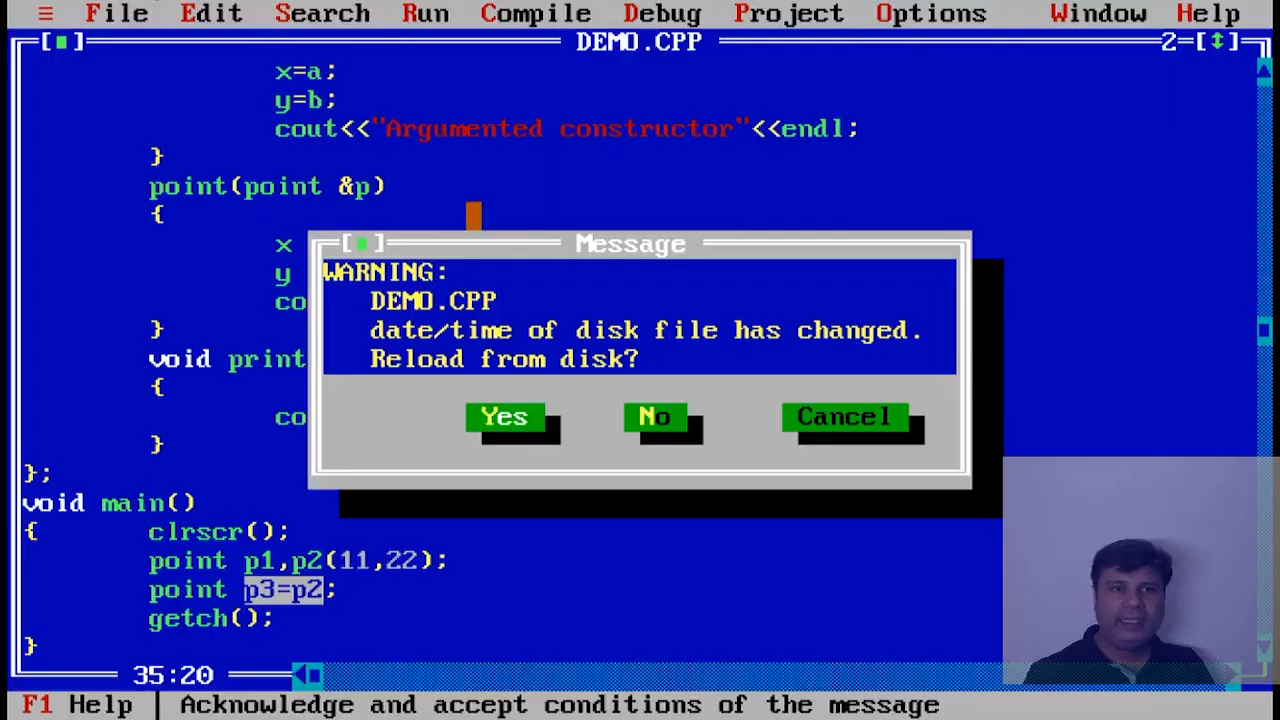 ≡ File Edit Search Run Compile Debug Project Options Window Help
[■] DEMO.CPP 2=[↕]
x=a;
y=b;
cout<<"Argumented constructor"<<endl;
}
point(point &p)
{
x
y
co
}
void print
{
co
}
};
void main()
{ clrscr();
point p1,p2(11,22);
point p3=p2;
getch();
}
35:20
[■] Message
WARNING:
DEMO.CPP
date/time of disk file has changed.
Reload from disk?
Yes No Cancel
F1 Help | Acknowledge and accept conditions of the message